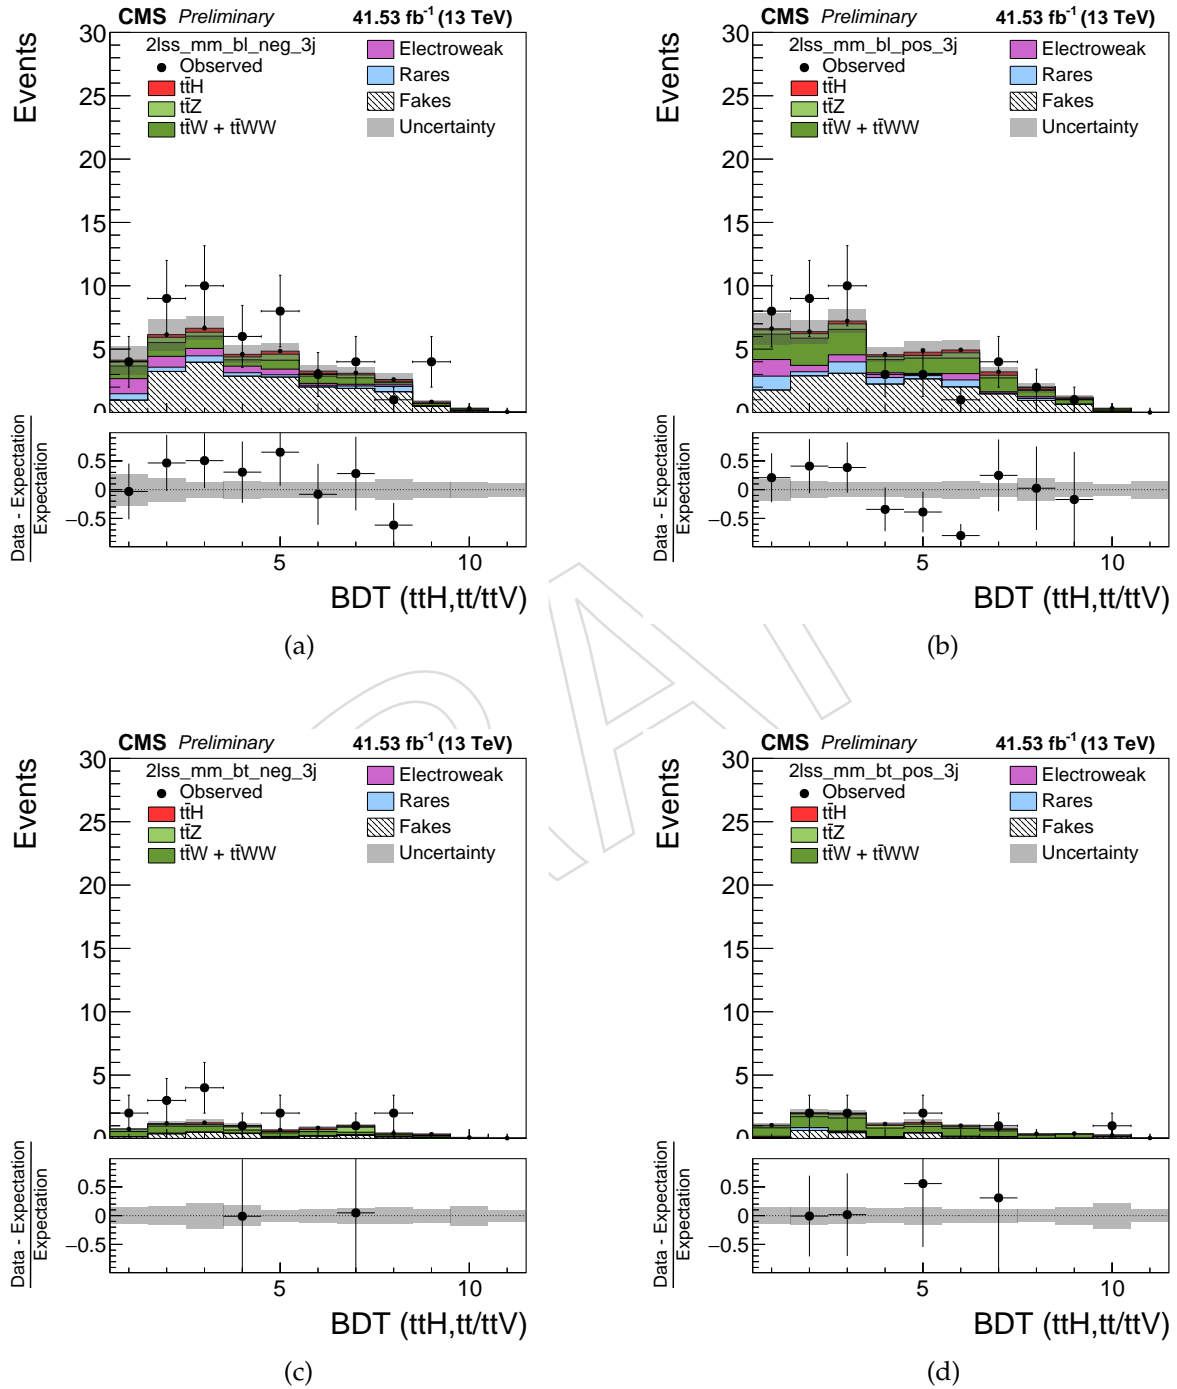 CMS Preliminary 41.53 fb⁻¹ (13 TeV)
Events
30
25
20
15
10
5
0
2lss_mm_bl_neg_3j
Observed
tt̄H
tt̄Z
tt̄W + tt̄WW
Electroweak
Rares
Fakes
Uncertainty
Data - Expectation
Expectation
0.5
0
−0.5
5 10
BDT (ttH,tt/ttV)
(a)
CMS Preliminary 41.53 fb⁻¹ (13 TeV)
Events
30
25
20
15
10
5
0
2lss_mm_bl_pos_3j
Observed
tt̄H
tt̄Z
tt̄W + tt̄WW
Electroweak
Rares
Fakes
Uncertainty
Data - Expectation
Expectation
0.5
0
−0.5
5 10
BDT (ttH,tt/ttV)
(b)
CMS Preliminary 41.53 fb⁻¹ (13 TeV)
Events
30
25
20
15
10
5
0
2lss_mm_bt_neg_3j
Observed
tt̄H
tt̄Z
tt̄W + tt̄WW
Electroweak
Rares
Fakes
Uncertainty
Data - Expectation
Expectation
0.5
0
−0.5
5 10
BDT (ttH,tt/ttV)
(c)
CMS Preliminary 41.53 fb⁻¹ (13 TeV)
Events
30
25
20
15
10
5
0
2lss_mm_bt_pos_3j
Observed
tt̄H
tt̄Z
tt̄W + tt̄WW
Electroweak
Rares
Fakes
Uncertainty
Data - Expectation
Expectation
0.5
0
−0.5
5 10
BDT (ttH,tt/ttV)
(d)